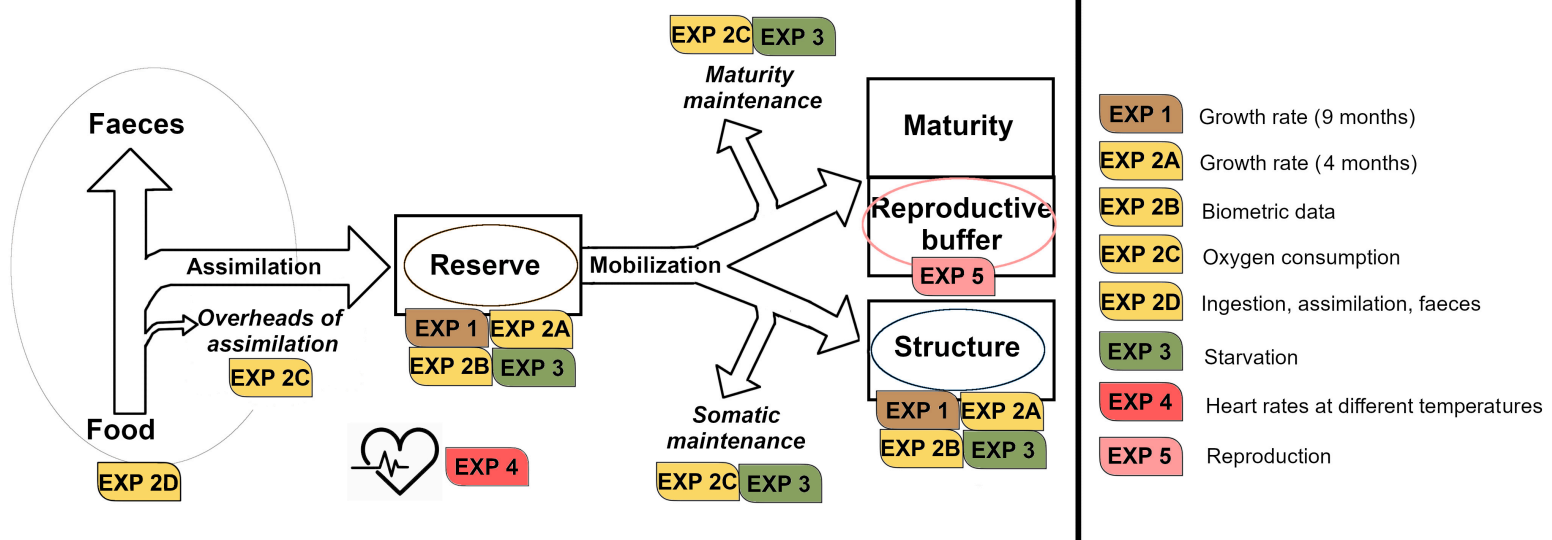 EXP 2C EXP 3
Maturity
maintenance
Faeces
Maturity
Reproductive
buffer
EXP 5
Assimilation
Reserve
Mobilization
Overheads of
assimilation
EXP 2C
EXP 1 EXP 2A
EXP 2B EXP 3
Structure
EXP 1 EXP 2A
EXP 2B EXP 3
Food
EXP 2D
EXP 4
Somatic
maintenance
EXP 2C EXP 3
EXP 1 Growth rate (9 months)
EXP 2A Growth rate (4 months)
EXP 2B Biometric data
EXP 2C Oxygen consumption
EXP 2D Ingestion, assimilation, faeces
EXP 3 Starvation
EXP 4 Heart rates at different temperatures
EXP 5 Reproduction